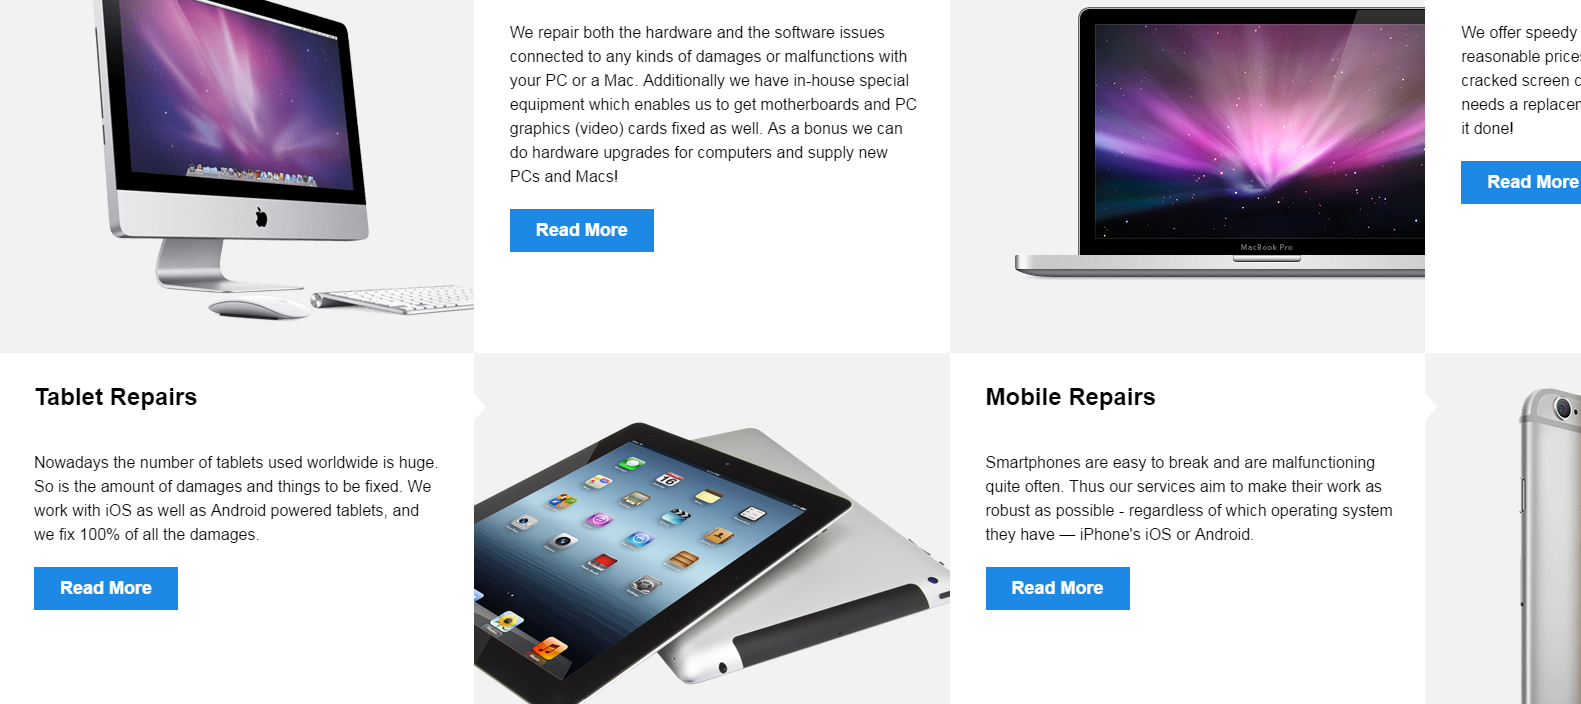 We repair both the hardware and the software issues
connected to any kinds of damages or malfunctions with
your PC or a Mac. Additionally we have in-house special
equipment which enables us to get motherboards and PC
graphics (video) cards fixed as well. As a bonus we can
do hardware upgrades for computers and supply new
PCs and Macs!
Read More
MacBook Pro
We offer speedy
reasonable prices
cracked screen
needs a
it done!
Read More
Tablet Repairs
Nowadays the number of tablets used worldwide is huge.
So is the amount of damages and things to be fixed. We
work with iOS as well as Android powered tablets, and
we fix 100% of all the damages.
Read More
16
Mobile Repairs
Smartphones are easy to break and are malfunctioning
quite often. Thus our services aim to make their work as
robust as possible - regardless of which operating system
they have — iPhone's iOS or Android.
Read More